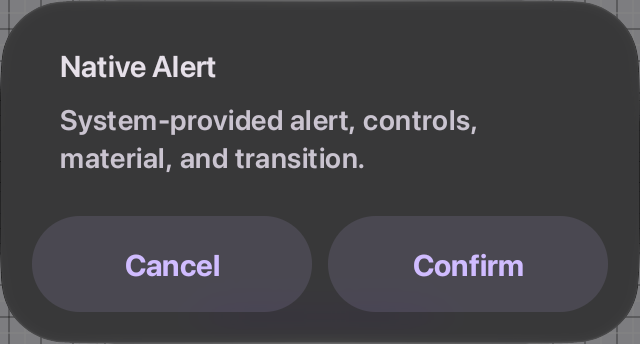 Native Alert
System-provided alert, controls,
material, and transition.
Cancel
Confirm